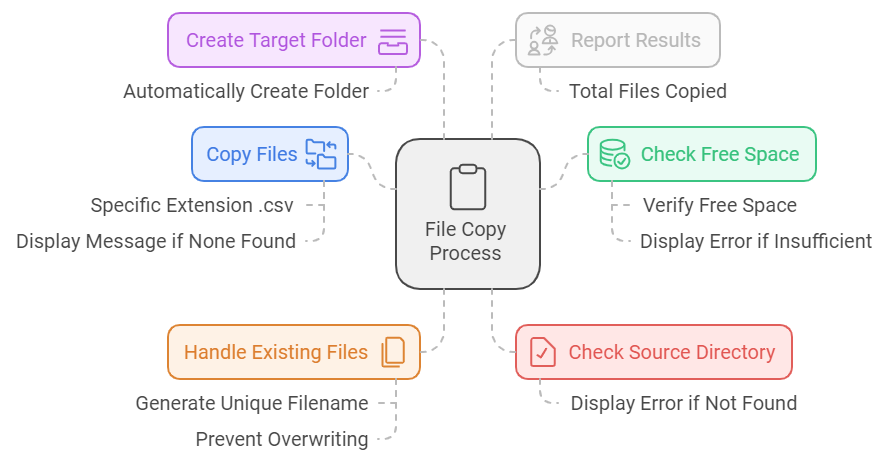 Create Target Folder
Automatically Create Folder
Copy Files
Specific Extension .csv
Display Message if None Found
Handle Existing Files
Generate Unique Filename
Prevent Overwriting
File Copy
Process
Report Results
Total Files Copied
Check Free Space
Verify Free Space
Display Error if Insufficient
Check Source Directory
Display Error if Not Found